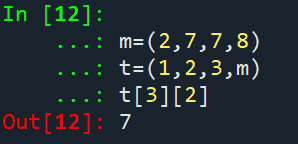 In [12]:
...: m=(2,7,7,8)
...: t=(1,2,3,m)
...: t[3][2]
Out[12]: 7